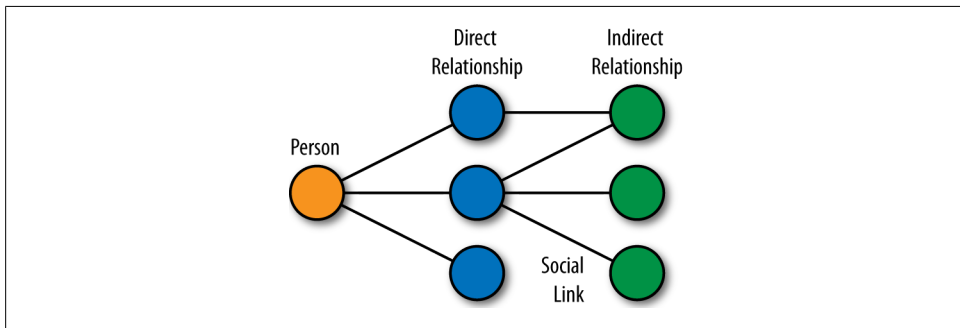 Direct
Relationship
Indirect
Relationship
Person
Social
Link